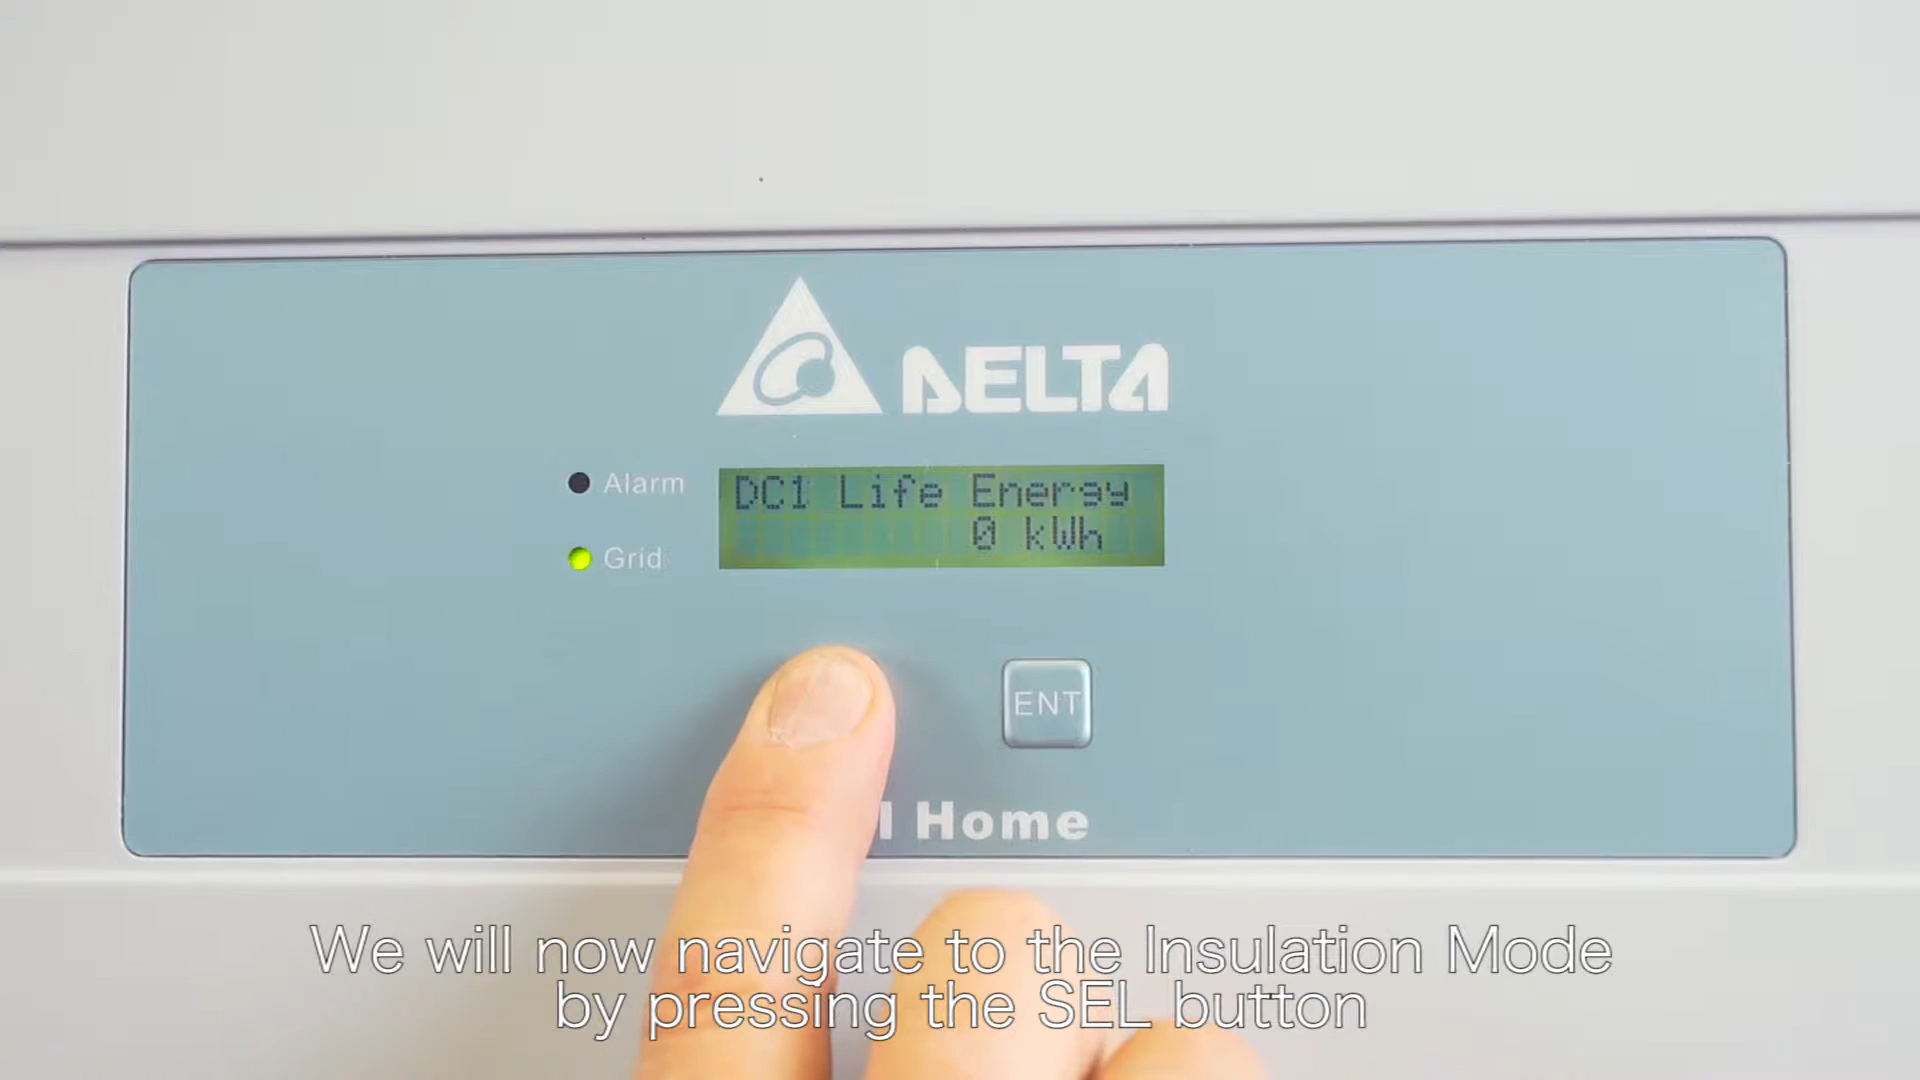 DELTA
Alarm
DC1 Life Energy
0 kWh
Grid
ENT
Home
We will now navigate to the Insulation Mode
by pressing the SEL button